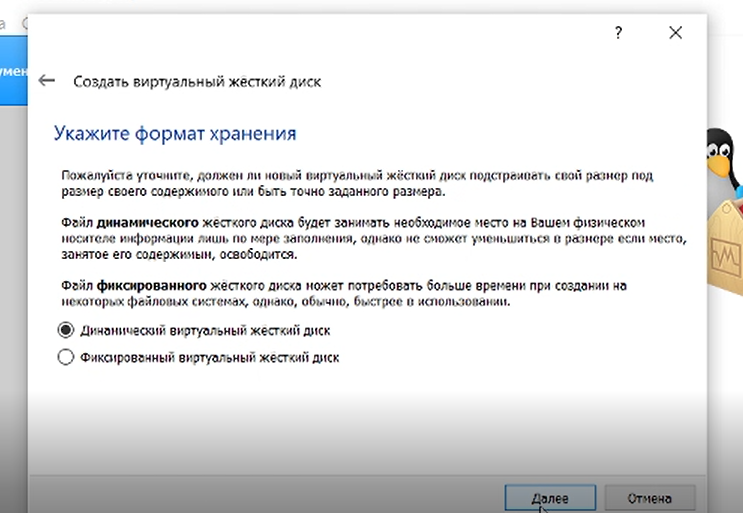 ?
Создать виртуальный жёсткий диск
Укажите формат хранения
Пожалуйста уточните, должен ли новый виртуальный жёсткий диск подстраивать свой размер под
размер своего содержимого или быть точно заданного размера.
Файл динамического жёсткого диска будет занимать необходимое место на Вашем физическом
носителе информации лишь по мере заполнения, однако не сможет уменьшиться в размере если место,
занятое его содержимым, освободится.
Файл фиксированного жёсткого диска может потребовать больше времени при создании на
некоторых файловых системах, однако, обычно, быстрее в использовании.
Динамический виртуальный жёсткий диск
Фиксированный виртуальный жёсткий диск
Далее
Отмена